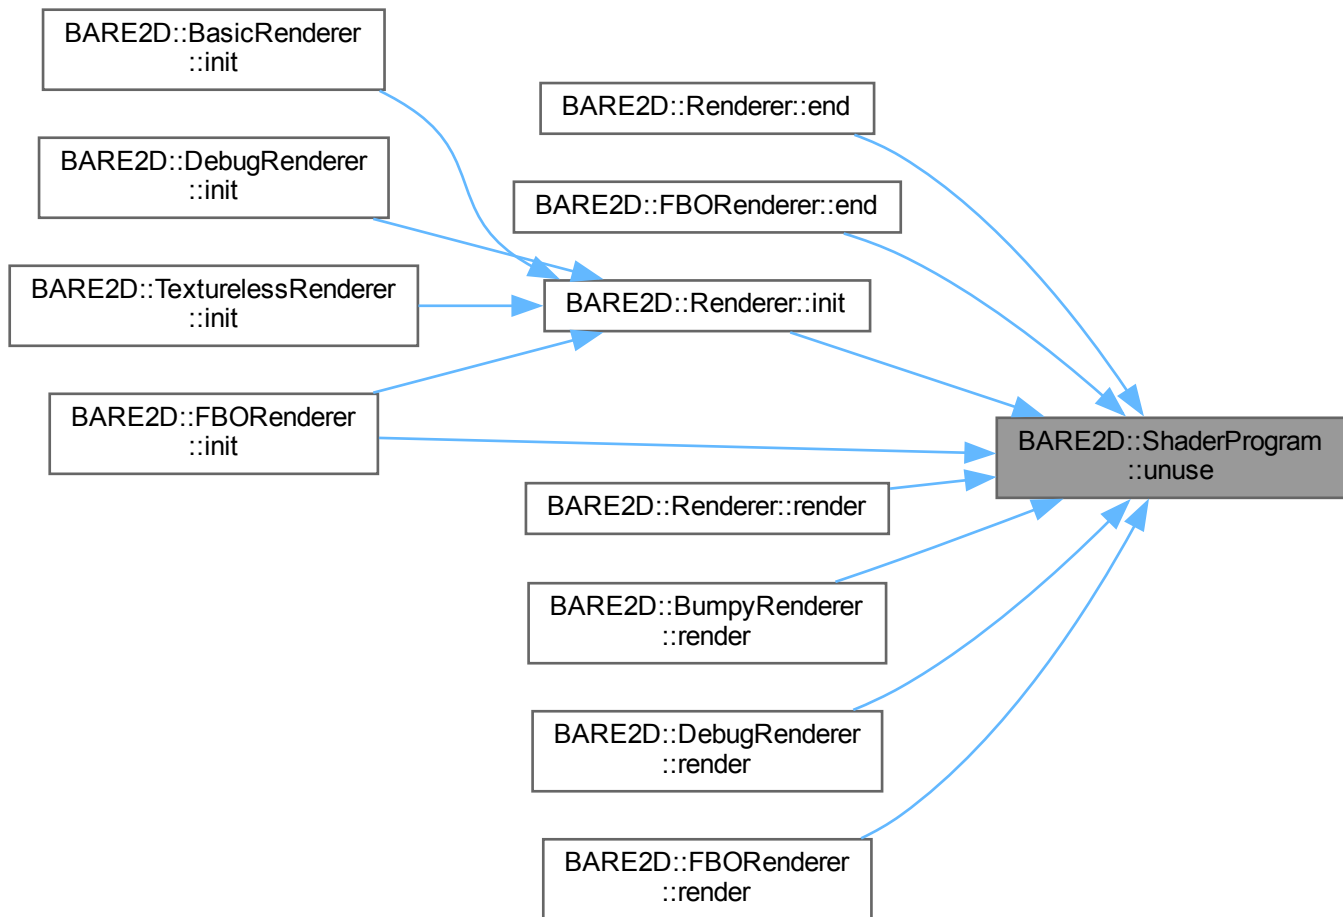 BARE2D::BasicRenderer
::init
BARE2D::DebugRenderer
::init
BARE2D::TexturelessRenderer
::init
BARE2D::FBORenderer
::init
BARE2D::Renderer::end
BARE2D::FBORenderer::end
BARE2D::Renderer::init
BARE2D::Renderer::render
BARE2D::BumpyRenderer
::render
BARE2D::DebugRenderer
::render
BARE2D::FBORenderer
::render
BARE2D::ShaderProgram
::unuse